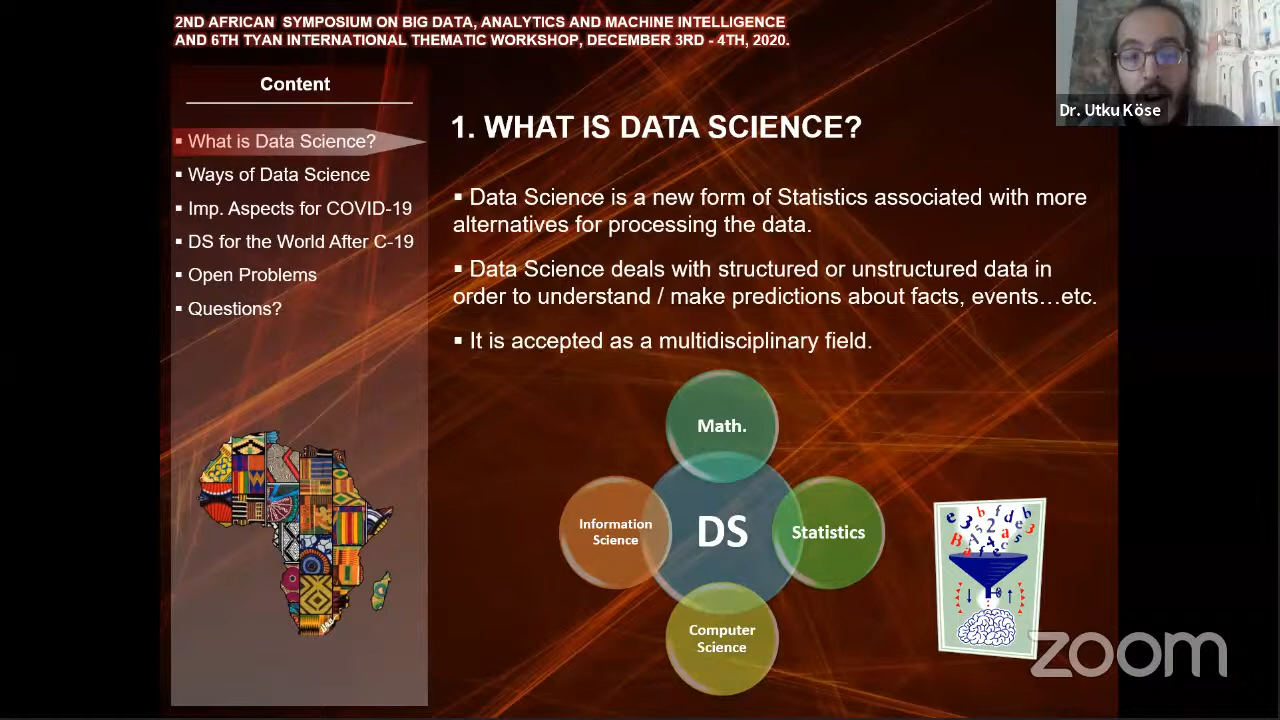 2ND AFRICAN SYMPOSIUM ON BIG DATA, ANALYTICS AND MACHINE INTELLIGENCE
AND 6TH TYAN INTERNATIONAL THEMATIC WORKSHOP, DECEMBER 3RD - 4TH, 2020.
Dr. Utku Köse
Content
▪ What is Data Science?
▪ Ways of Data Science
▪ Imp. Aspects for COVID-19
▪ DS for the World After C-19
▪ Open Problems
▪ Questions?
1. WHAT IS DATA SCIENCE?
▪ Data Science is a new form of Statistics associated with more
alternatives for processing the data.
▪ Data Science deals with structured or unstructured data in
order to understand / make predictions about facts, events…etc.
▪ It is accepted as a multidisciplinary field.
Math.
Information
Science
DS
Statistics
Computer
Science
zoom